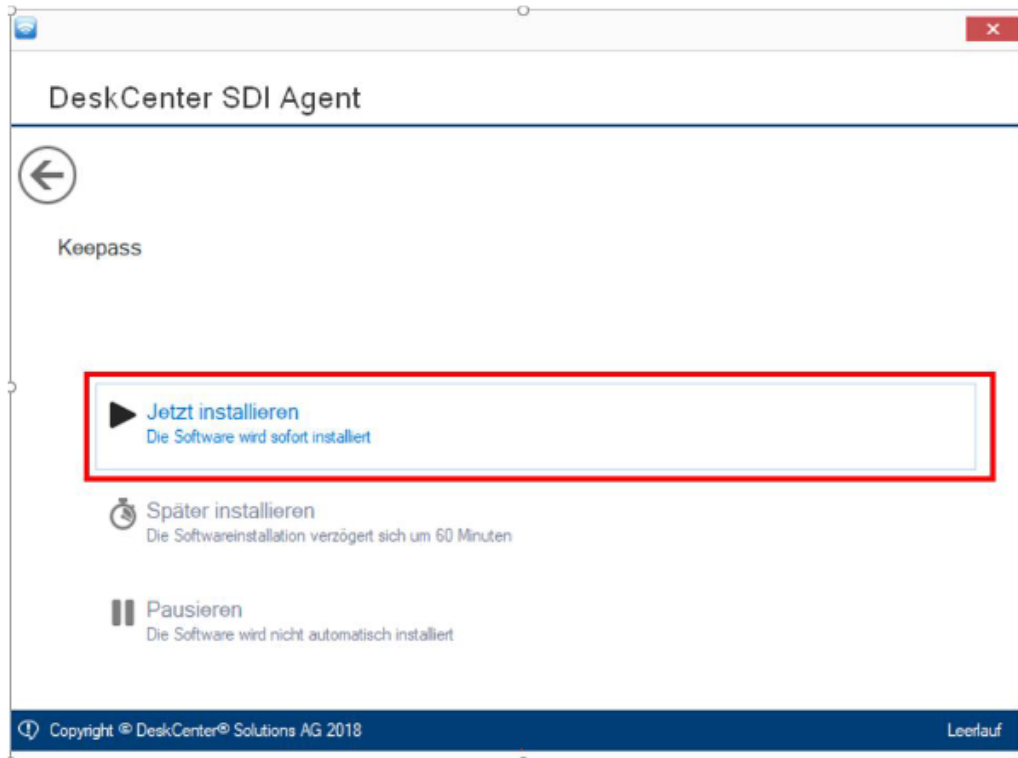 DeskCenter SDI Agent
Keepass
Jetzt installieren
Die Software wird sofort installiert
Später installieren
Die Softwareinstallation verzögert sich um 60 Minuten
Pausieren
Die Software wird nicht automatisch installiert
Copyright © DeskCenter® Solutions AG 2018
Leerlauf